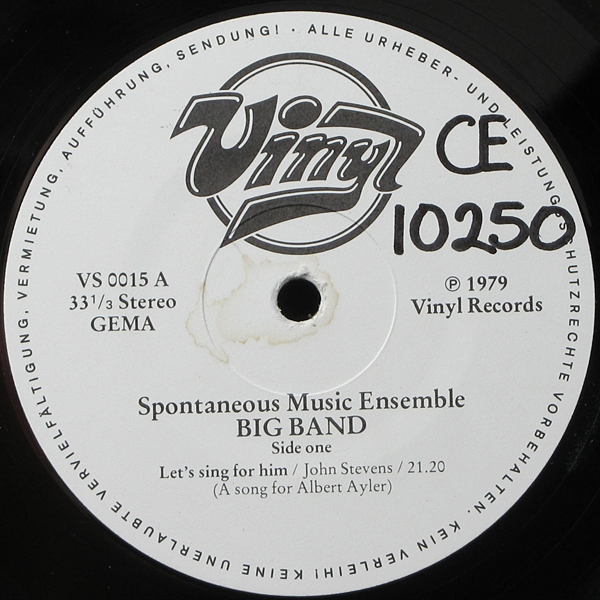 ALLE URHEBER- UND LEISTUNGSSCHUTZRECHTE VORBEHALTEN. KEIN VERLEIH! KEINE UNERLAUBTE VERVIELFÄLTIGUNG, VERMIETUNG, AUFFÜHRUNG, SENDUNG! ·
Vinyl
CE
10250
VS 0015 A
33 1/3 Stereo
GEMA
℗ 1979
Vinyl Records
Spontaneous Music Ensemble
BIG BAND
Side one
Let's sing for him / John Stevens / 21.20
(A song for Albert Ayler)